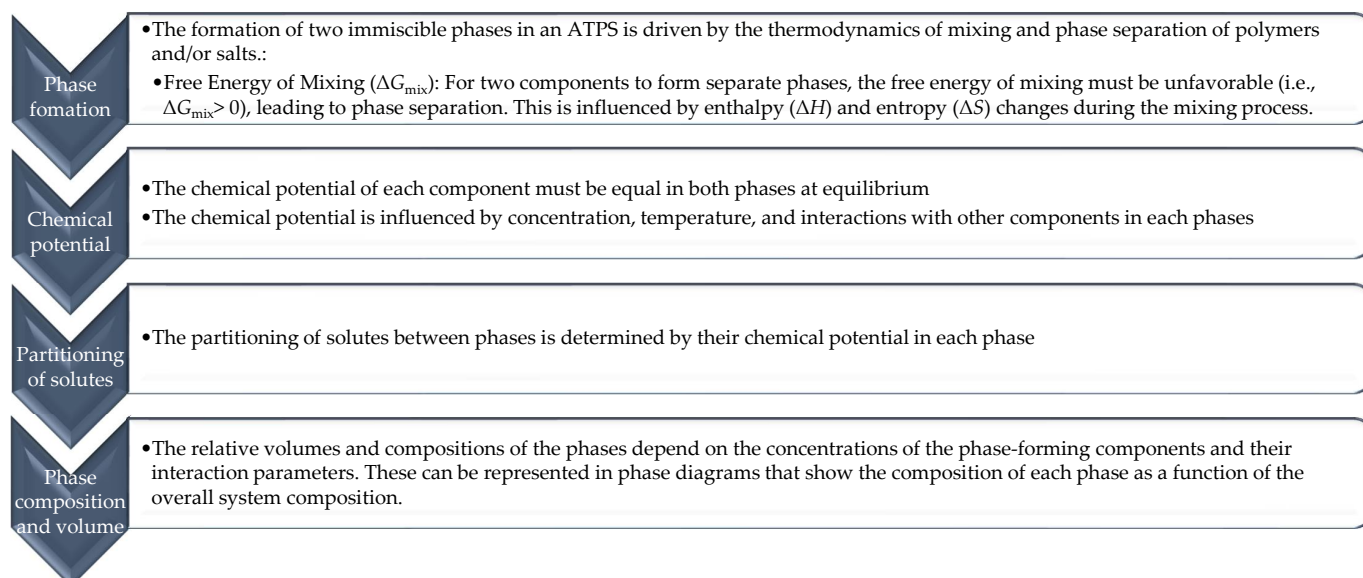 Phase
fomation
•The formation of two immiscible phases in an ATPS is driven by the thermodynamics of mixing and phase separation of polymers
and/or salts.:
•Free Energy of Mixing (ΔGmix): For two components to form separate phases, the free energy of mixing must be unfavorable (i.e.,
ΔGmix> 0), leading to phase separation. This is influenced by enthalpy (ΔH) and entropy (ΔS) changes during the mixing process.
Chemical
potential
•The chemical potential of each component must be equal in both phases at equilibrium
•The chemical potential is influenced by concentration, temperature, and interactions with other components in each phases
Partitioning
of solutes
•The partitioning of solutes between phases is determined by their chemical potential in each phase
Phase
composition
and volume
•The relative volumes and compositions of the phases depend on the concentrations of the phase-forming components and their
interaction parameters. These can be represented in phase diagrams that show the composition of each phase as a function of the
overall system composition.